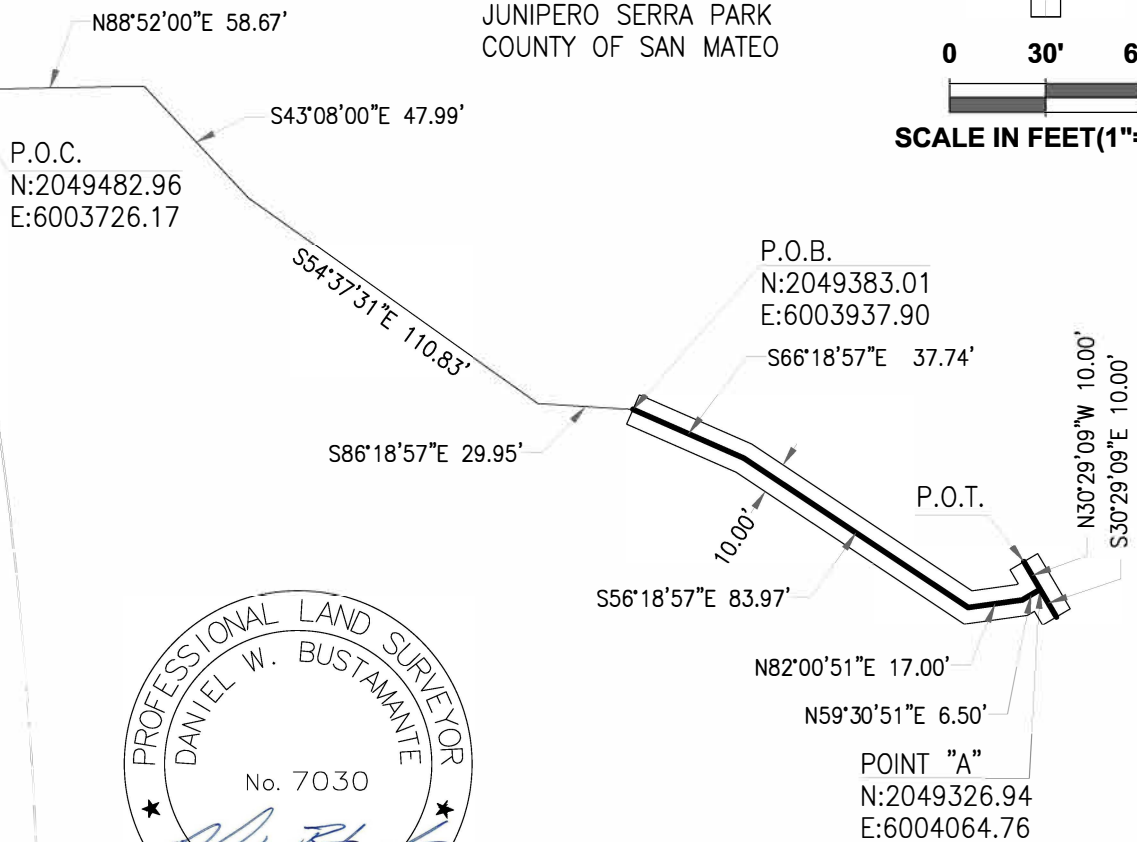 N88°52'00"E 58.67'
JUNIPERO SERRA PARK
COUNTY OF SAN MATEO
0 30'
SCALE IN FEET(1"=
S43°08'00"E 47.99'
P.O.C.
N:2049482.96
E:6003726.17
S54°37'31"E 110.83'
P.O.B.
N:2049383.01
E:6003937.90
S66°18'57"E 37.74'
S86°18'57"E 29.95'
N30°29'09"W 10.00'
S30°29'09"E 10.00'
P.O.T.
10.00'
S56°18'57"E 83.97'
N82°00'51"E 17.00'
N59°30'51"E 6.50'
POINT "A"
N:2049326.94
E:6004064.76
PROFESSIONAL LAND SURVEYOR
DANIEL W. BUSTAMANTE
No. 7030